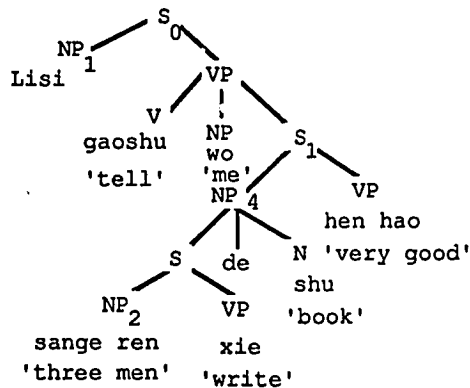 S0
NP1
Lisi
VP
V
gaoshu
'tell'
NP
wo
'me'
S1
NP4
VP
hen hao
'very good'
S
de
N
shu
'book'
NP2
VP
sange ren
xie
'three men'
'write'